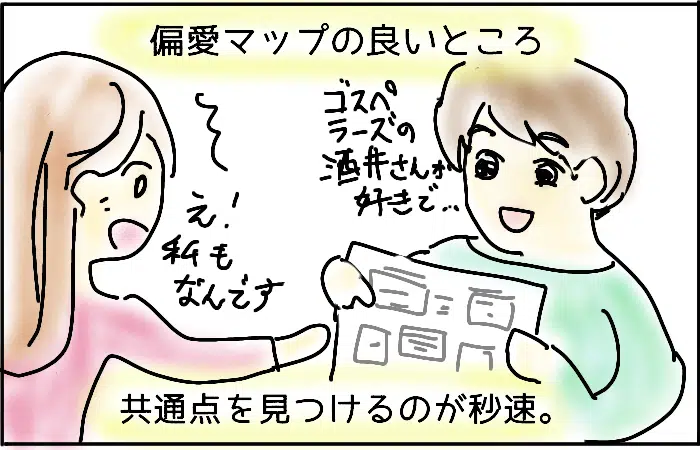 偏愛マップの良いところ
ゴスペ
ラーズの
酒井さんが
好きで…
え!
私も
なんです
共通点を見つけるのが秒速。